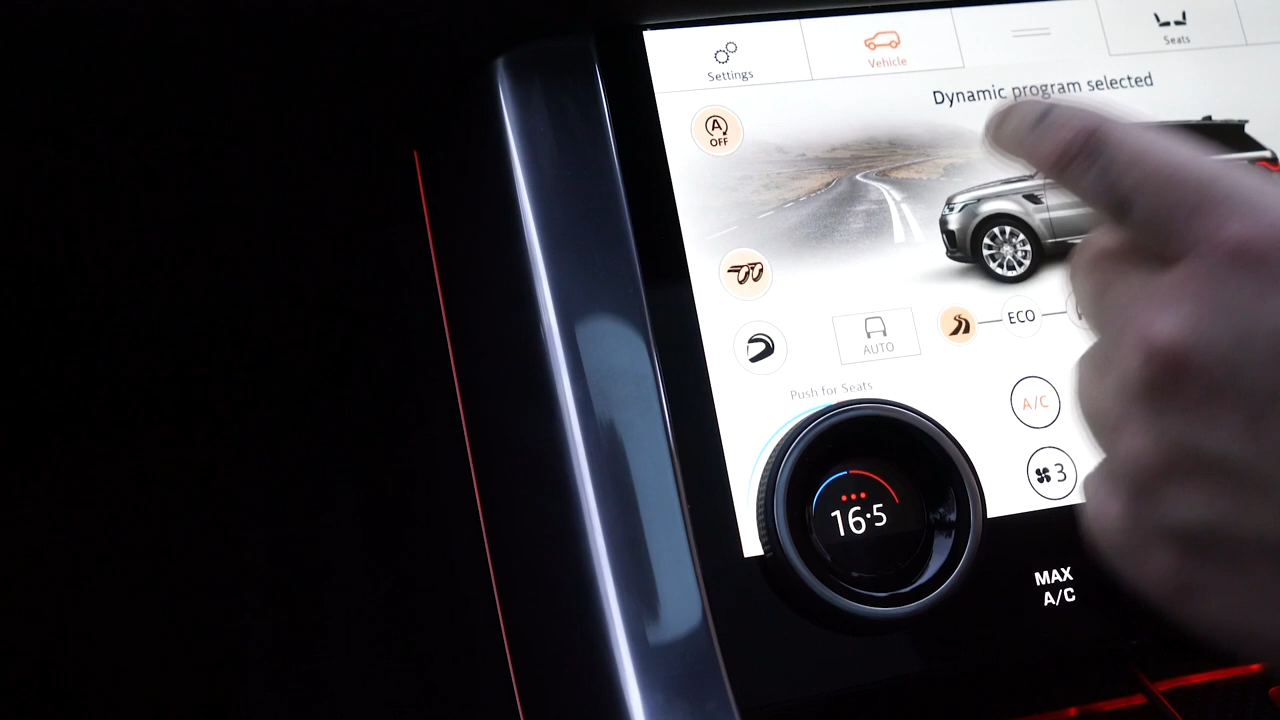 Settings
Vehicle
Seats
Dynamic program selected
A
OFF
ECO
AUTO
Push for Seats
A/C
3
16·5
MAX
A/C